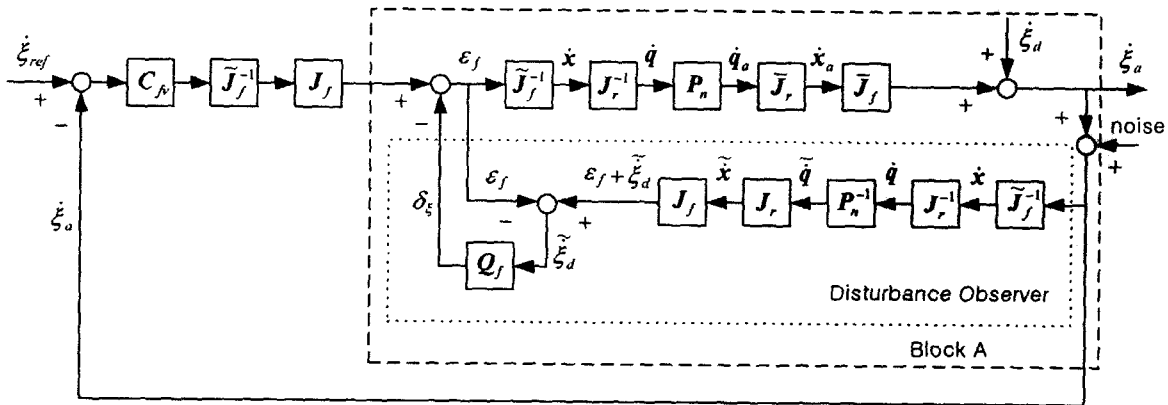 ξ̇_ref
+
−
C_fv
J̃_f^{-1}
J_f
+
−
ε_f
J̃_f^{-1}
ẋ
J_r^{-1}
q̇
P_n
q̇_a
J̃_r
ẋ_a
J̃_f
+
+
ξ̇_d
ξ̇_a
+
noise
+
ξ̇_a
δ_ξ
ε_f
−
ε_f + ξ̃̇_d
+
J_f
ẋ̃
J_r
q̇̃
P_n^{-1}
q̇
J_r^{-1}
ẋ
J̃_f^{-1}
Q_f
ξ̃̇_d
Disturbance Observer
Block A